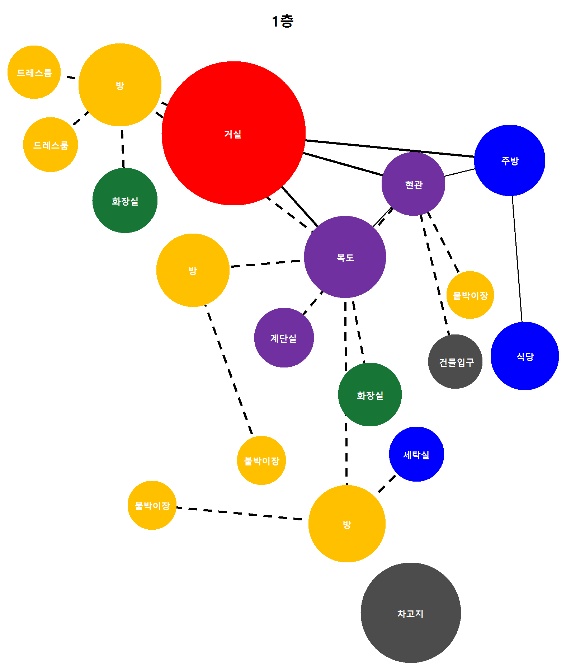 1층
드레스룸
방
거실
드레스룸
주방
현관
화장실
복도
방
붙박이장
계단실
건물입구
식당
화장실
세탁실
붙박이장
붙박이장
방
차고지